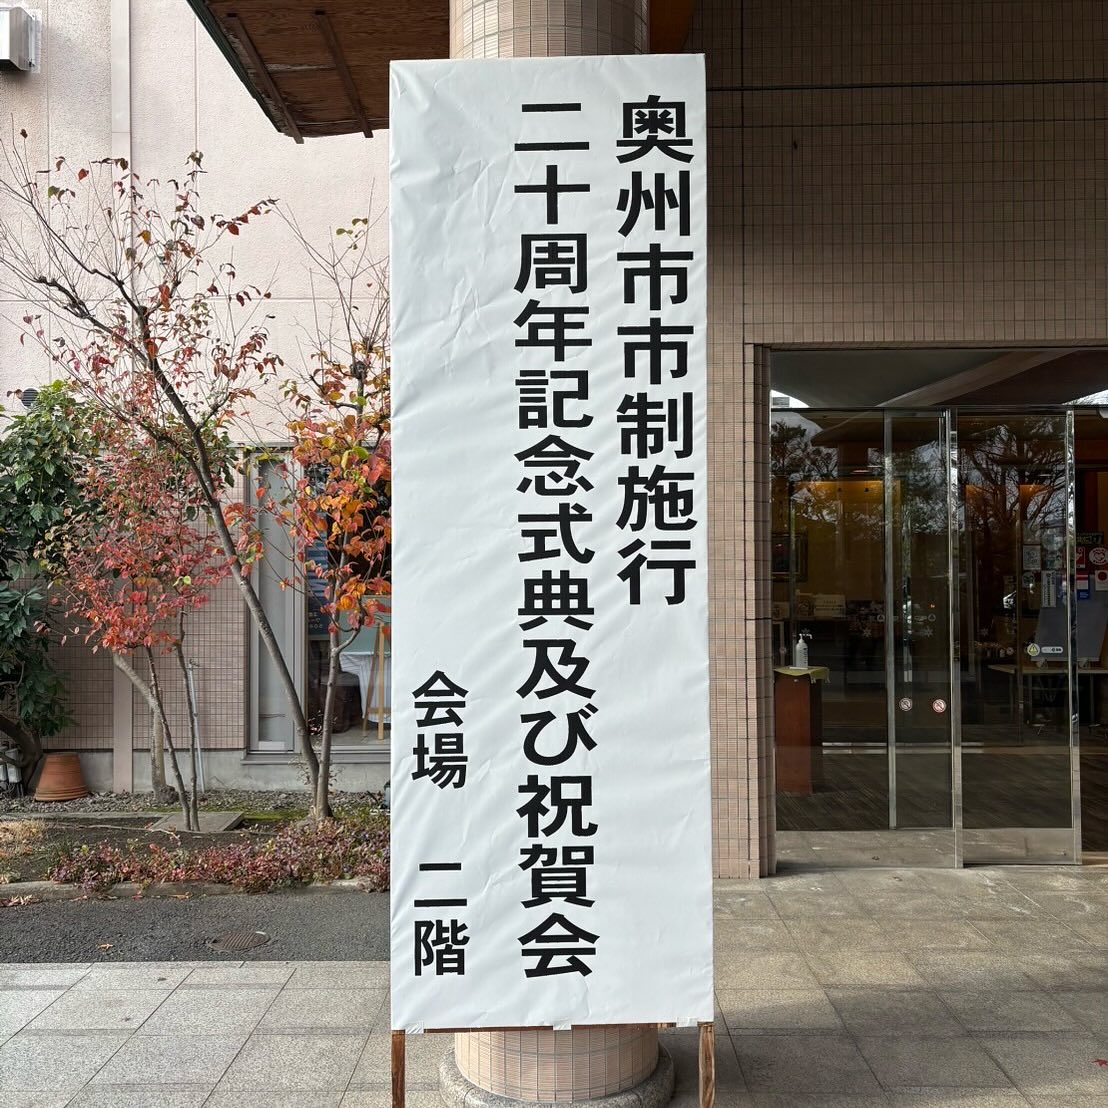 奥州市市制施行
二十周年記念式典及び祝賀会
会場 二階